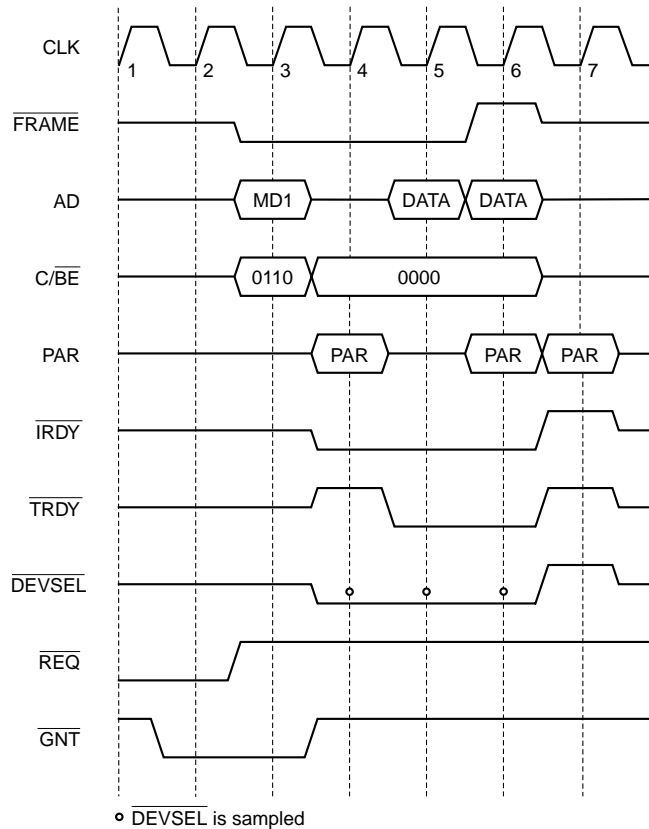 CLK
1 2 3 4 5 6 7
FRAME
AD MD1 DATA DATA
C/BE 0110 0000
PAR PAR PAR PAR
IRDY
TRDY
DEVSEL
REQ
GNT
DEVSEL is sampled